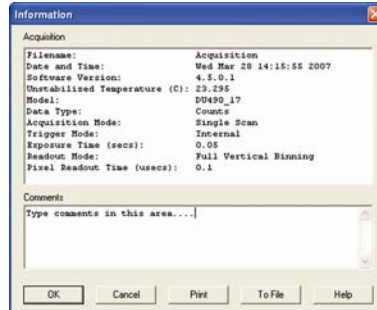 Information
Acquisition
Filename: Acquisition
Date and Time: Wed Mar 28 14:15:55 2007
Software Version: 4.5.0.1
Unstabilized Temperature (C): 23.295
Model: DU490_17
Data Type: Counts
Acquisition Mode: Single Scan
Trigger Mode: Internal
Exposure Time (secs): 0.05
Readout Mode: Full Vertical Binning
Pixel Readout Time (usecs): 0.1
Comments
Type comments in this area....
OK Cancel Print To File Help